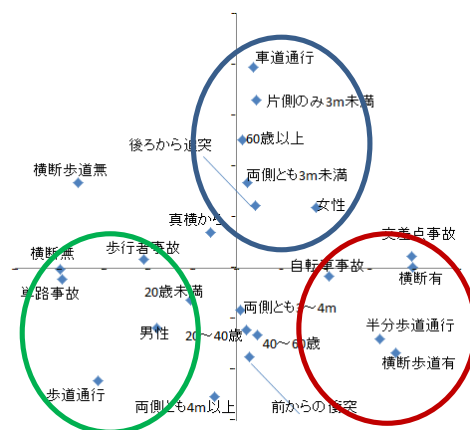 車道通行
片側のみ3m未満
60歳以上
後ろから追突
両側とも3m未満
横断歩道無
女性
真横から
交差点事故
歩行者事故
横断無
自転車事故
横断有
単路事故
20歳未満
両側とも3～4m
男性
20～40歳
40～60歳
半分歩道通行
横断歩道有
歩道通行
両側とも4m以上
前からの衝突